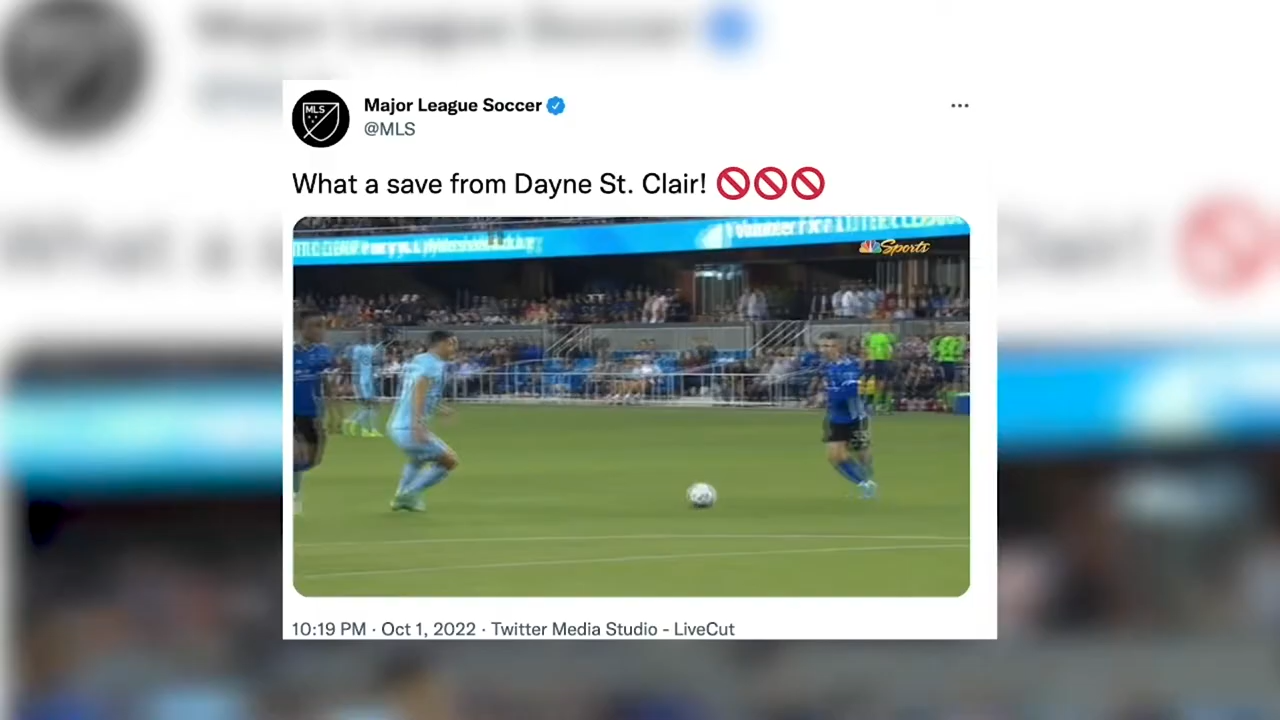 Major League Soccer
@MLS
MLS
What a save from Dayne St. Clair! 🚫🚫🚫
Sports
10:19 PM · Oct 1, 2022 · Twitter Media Studio - LiveCut